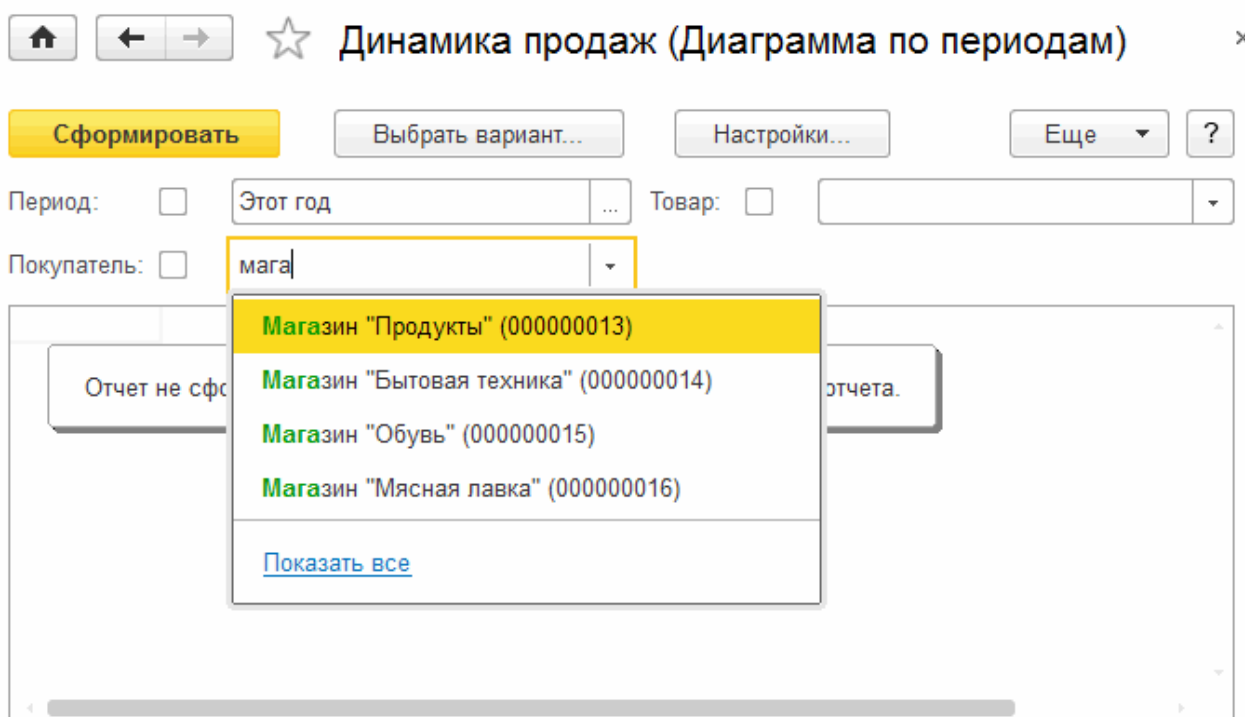 Динамика продаж (Диаграмма по периодам)
Сформировать Выбрать вариант... Настройки... Еще ?
Период: Этот год ... Товар:
Покупатель: мага
Магазин "Продукты" (000000013)
Отчет не сфо
Магазин "Бытовая техника" (000000014)
отчета.
Магазин "Обувь" (000000015)
Магазин "Мясная лавка" (000000016)
Показать все